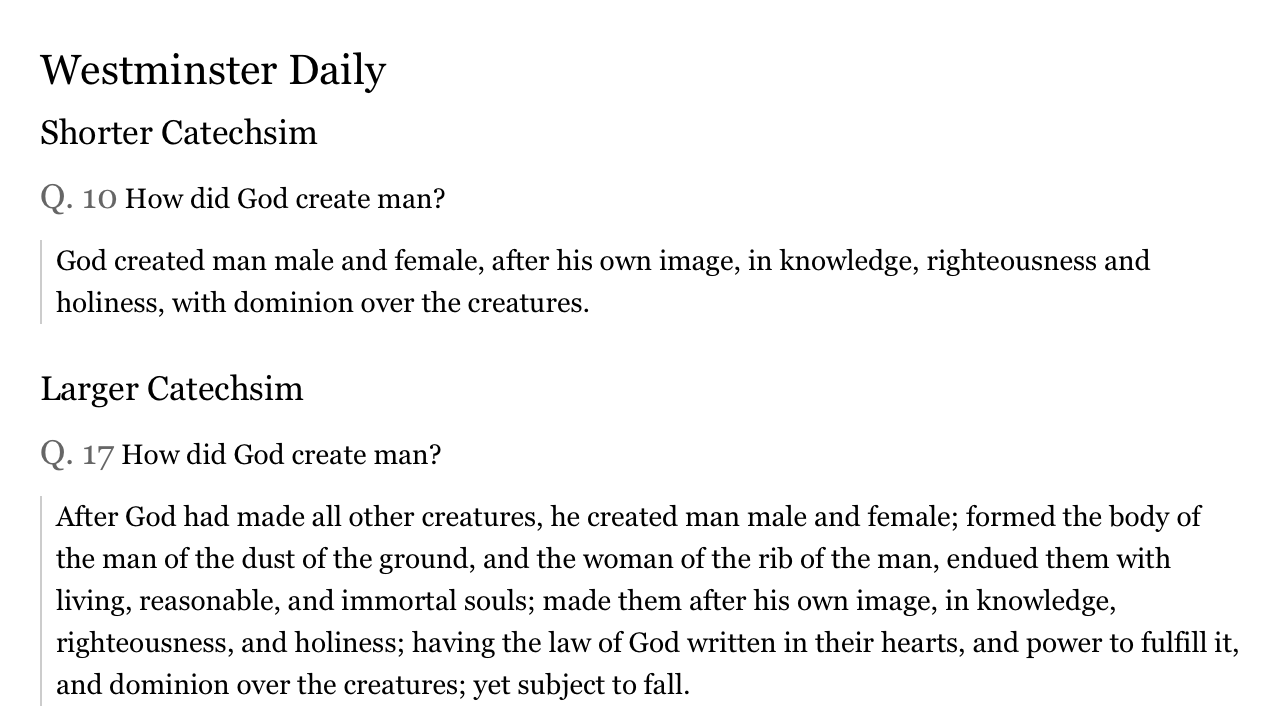 Westminster Daily
Shorter Catechsim
Q. 10 How did God create man?
God created man male and female, after his own image, in knowledge, righteousness and
holiness, with dominion over the creatures.
Larger Catechsim
Q. 17 How did God create man?
After God had made all other creatures, he created man male and female; formed the body of
the man of the dust of the ground, and the woman of the rib of the man, endued them with
living, reasonable, and immortal souls; made them after his own image, in knowledge,
righteousness, and holiness; having the law of God written in their hearts, and power to fulfill it,
and dominion over the creatures; yet subject to fall.